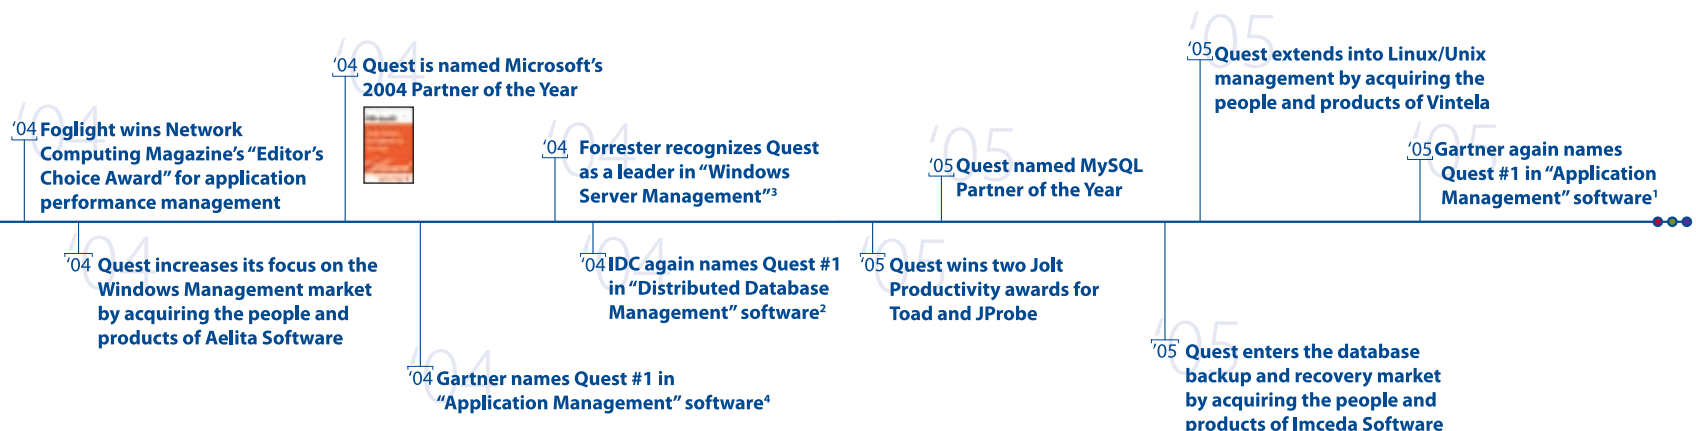 ‘04 Foglight wins Network
Computing Magazine’s “Editor’s
Choice Award” for application
performance management
‘04 Quest increases its focus on the
Windows Management market
by acquiring the people and
products of Aelita Software
‘04 Quest is named Microsoft’s
2004 Partner of the Year
‘04 Gartner names Quest #1 in
“Application Management” software⁴
‘04 Forrester recognizes Quest
as a leader in “Windows
Server Management”³
‘04 IDC again names Quest #1
in “Distributed Database
Management” software²
‘05 Quest wins two Jolt
Productivity awards for
Toad and JProbe
‘05 Quest named MySQL
Partner of the Year
‘05 Quest enters the database
backup and recovery market
by acquiring the people and
products of Imceda Software
‘05 Quest extends into Linux/Unix
management by acquiring the
people and products of Vintela
‘05 Gartner again names
Quest #1 in “Application
Management” software¹